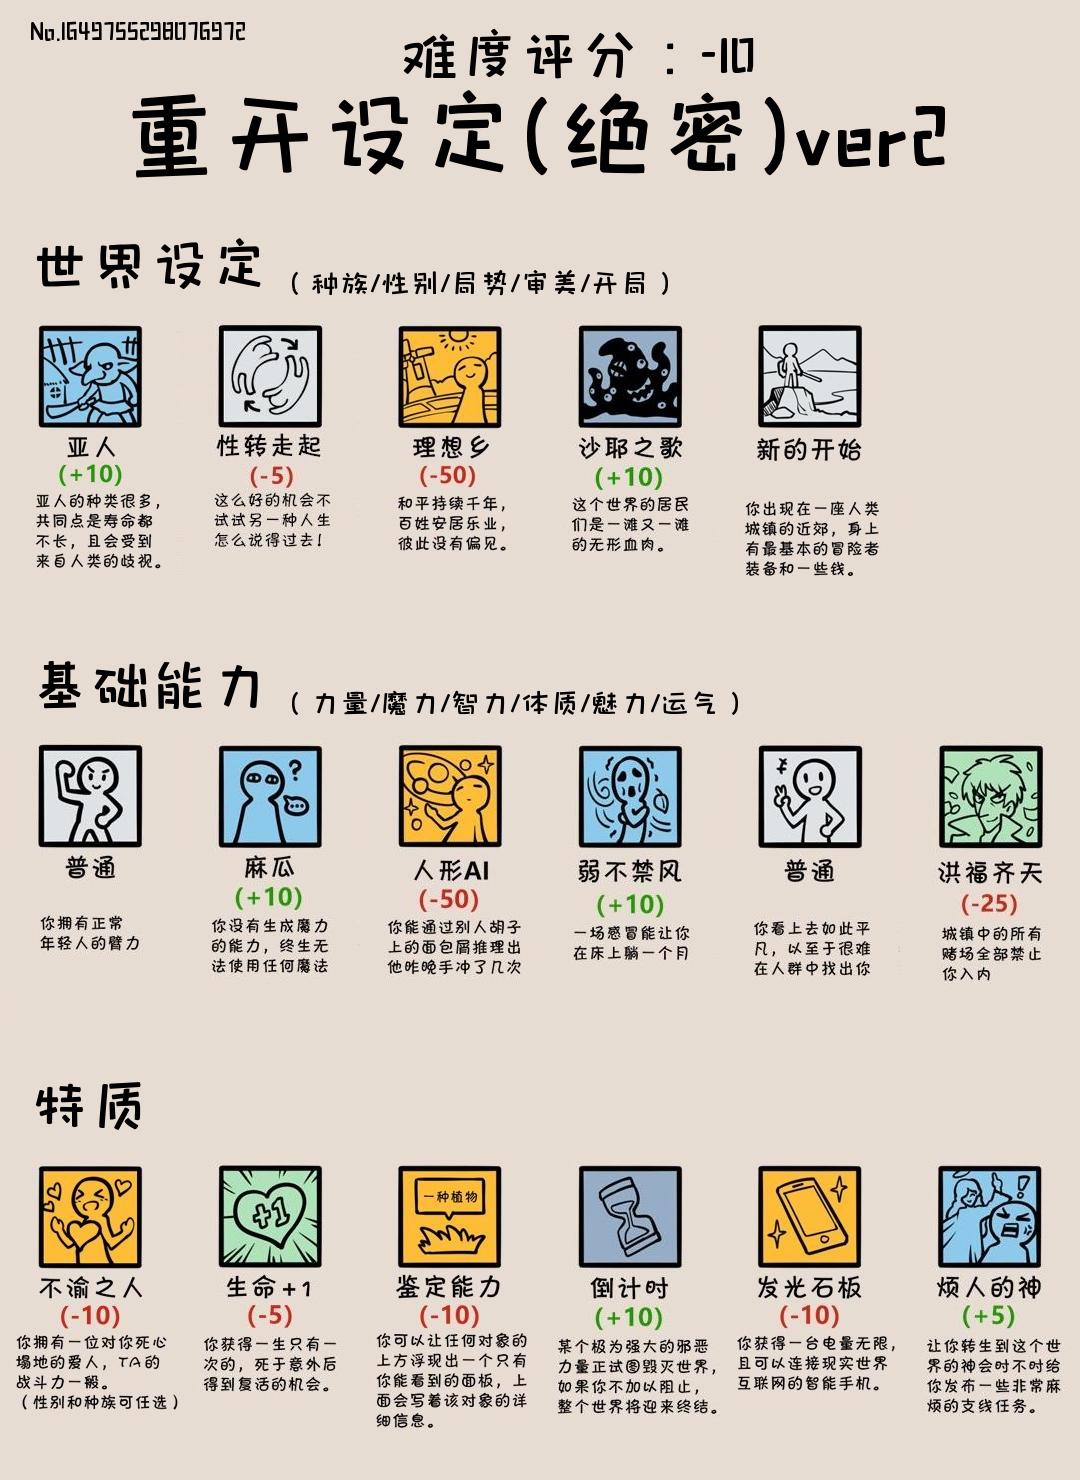 No.1649755298076972
难度评分：-10
重开设定(绝密)ver2
世界设定（种族/性别/局势/审美/开局）
亚人
(+10)
亚人的种类很多，
共同点是寿命都
不长，且会受到
来自人类的歧视。
性转走起
(-5)
这么好的机会不
试试另一种人生
怎么说得过去！
理想乡
(-50)
和平持续千年，
百姓安居乐业，
彼此没有偏见。
沙耶之歌
(+10)
这个世界的居民
们是一滩又一滩
的无形血肉。
新的开始
你出现在一座人类
城镇的近郊，身上
有最基本的冒险者
装备和一些钱。
基础能力（力量/魔力/智力/体质/魅力/运气）
普通
你拥有正常
年轻人的臂力
麻瓜
(+10)
你没有生成魔力
的能力，终生无
法使用任何魔法
人形AI
(-50)
你能通过别人胡子
上的面包屑推理出
他昨晚手冲了几次
弱不禁风
(+10)
一场感冒能让你
在床上躺一个月
普通
你看上去如此平
凡，以至于很难
在人群中找出你
洪福齐天
(-25)
城镇中的所有
赌场全部禁止
你入内
特质
不渝之人
(-10)
你拥有一位对你死心
塌地的爱人，TA的
战斗力一般。
（性别和种族可任选）
+1
生命+1
(-5)
你获得一生只有一
次的，死于意外后
得到复活的机会。
一种植物
鉴定能力
(-10)
你可以让任何对象的
上方浮现出一个只有
你能看到的面板，上
面会写着该对象的详
细信息。
倒计时
(+10)
某个极为强大的邪恶
力量正试图毁灭世界，
如果你不加以阻止，
整个世界将迎来终结。
发光石板
(-10)
你获得一台电量无限，
且可以连接现实世界
互联网的智能手机。
烦人的神
(+5)
让你转生到这个世
界的神会时不时给
你发布一些非常麻
烦的支线任务。